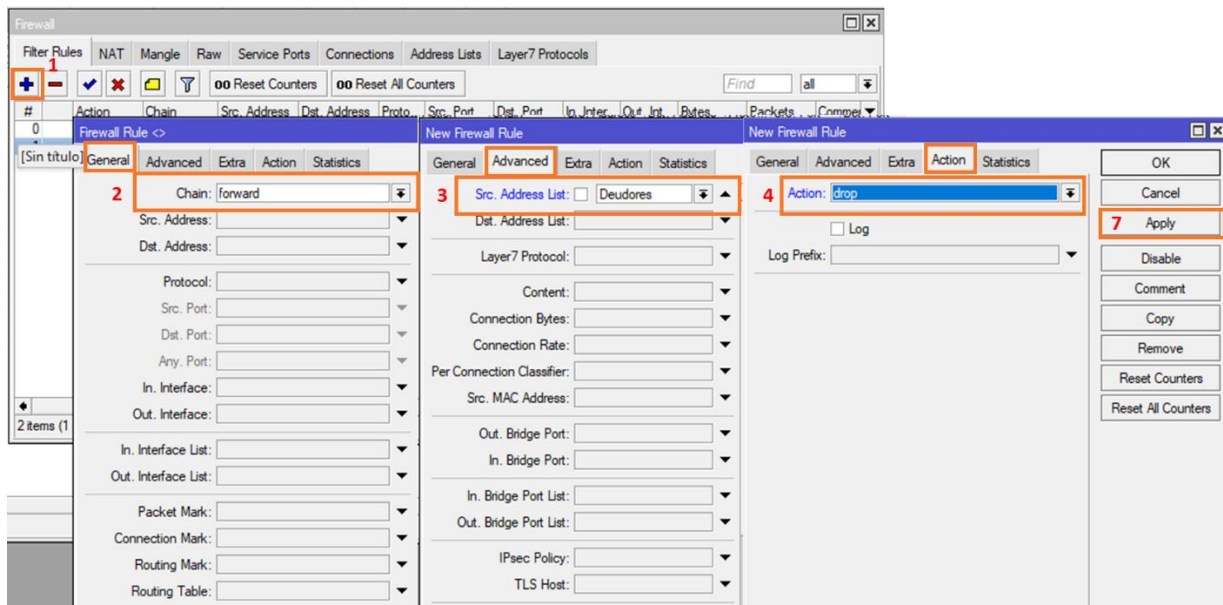 Firewall
Filter Rules NAT Mangle Raw Service Ports Connections Address Lists Layer7 Protocols
1
00 Reset Counters 00 Reset All Counters Find all
# Action Chain Src. Address Dst. Address Proto... Src. Port Dst. Port In. Inter... Out. Int... Bytes Packets Commen
0
[Sin título]
2 items (1
Firewall Rule <>
General Advanced Extra Action Statistics
2 Chain: forward
Src. Address:
Dst. Address:
Protocol:
Src. Port:
Dst. Port:
Any. Port:
In. Interface:
Out. Interface:
In. Interface List:
Out. Interface List:
Packet Mark:
Connection Mark:
Routing Mark:
Routing Table:
New Firewall Rule
General Advanced Extra Action Statistics
3 Src. Address List: Deudores
Dst. Address List:
Layer7 Protocol:
Content:
Connection Bytes:
Connection Rate:
Per Connection Classifier:
Src. MAC Address:
Out. Bridge Port:
In. Bridge Port:
In. Bridge Port List:
Out. Bridge Port List:
IPsec Policy:
TLS Host:
New Firewall Rule
General Advanced Extra Action Statistics
4 Action: drop
Log
Log Prefix:
OK
Cancel
7 Apply
Disable
Comment
Copy
Remove
Reset Counters
Reset All Counters